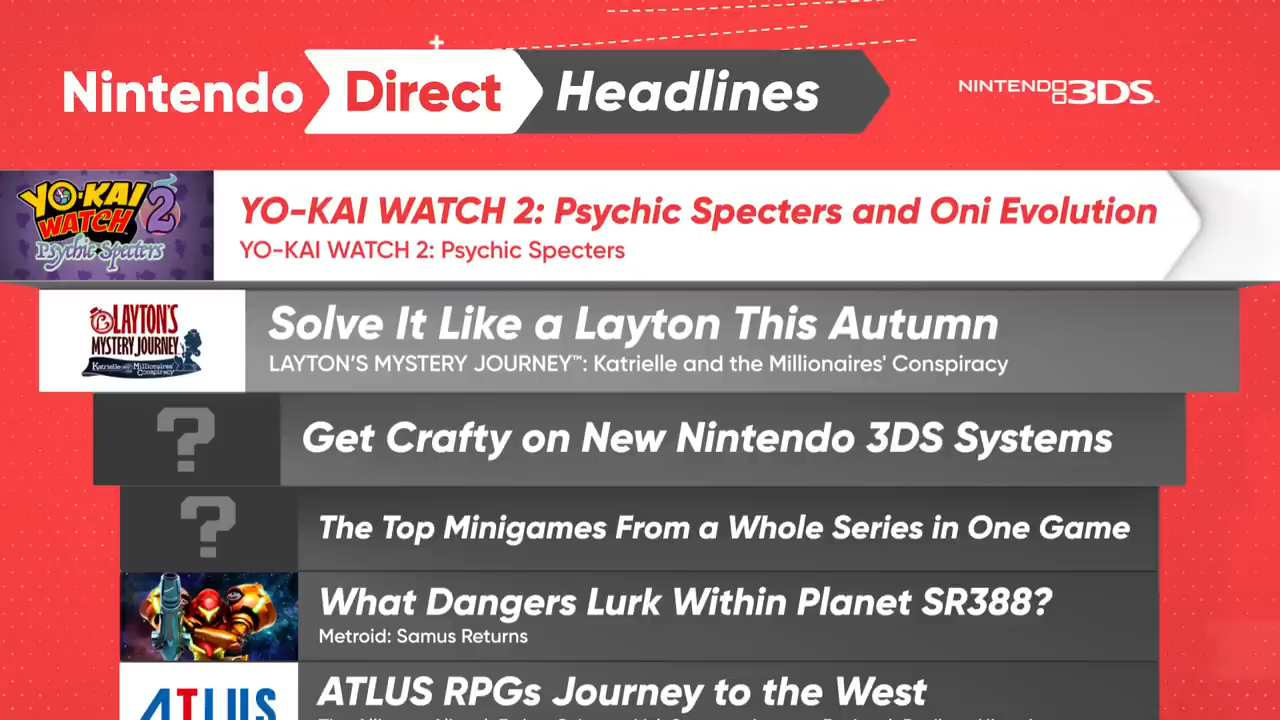 Nintendo Direct Headlines
NINTENDO 3DS™
YO-KAI WATCH 2 Psychic Specters
YO-KAI WATCH 2: Psychic Specters and Oni Evolution
YO-KAI WATCH 2: Psychic Specters
LAYTON'S MYSTERY JOURNEY
Katrielle and the Millionaires' Conspiracy
Solve It Like a Layton This Autumn
LAYTON'S MYSTERY JOURNEY™: Katrielle and the Millionaires' Conspiracy
?
Get Crafty on New Nintendo 3DS Systems
?
The Top Minigames From a Whole Series in One Game
What Dangers Lurk Within Planet SR388?
Metroid: Samus Returns
ATLUS
ATLUS RPGs Journey to the West